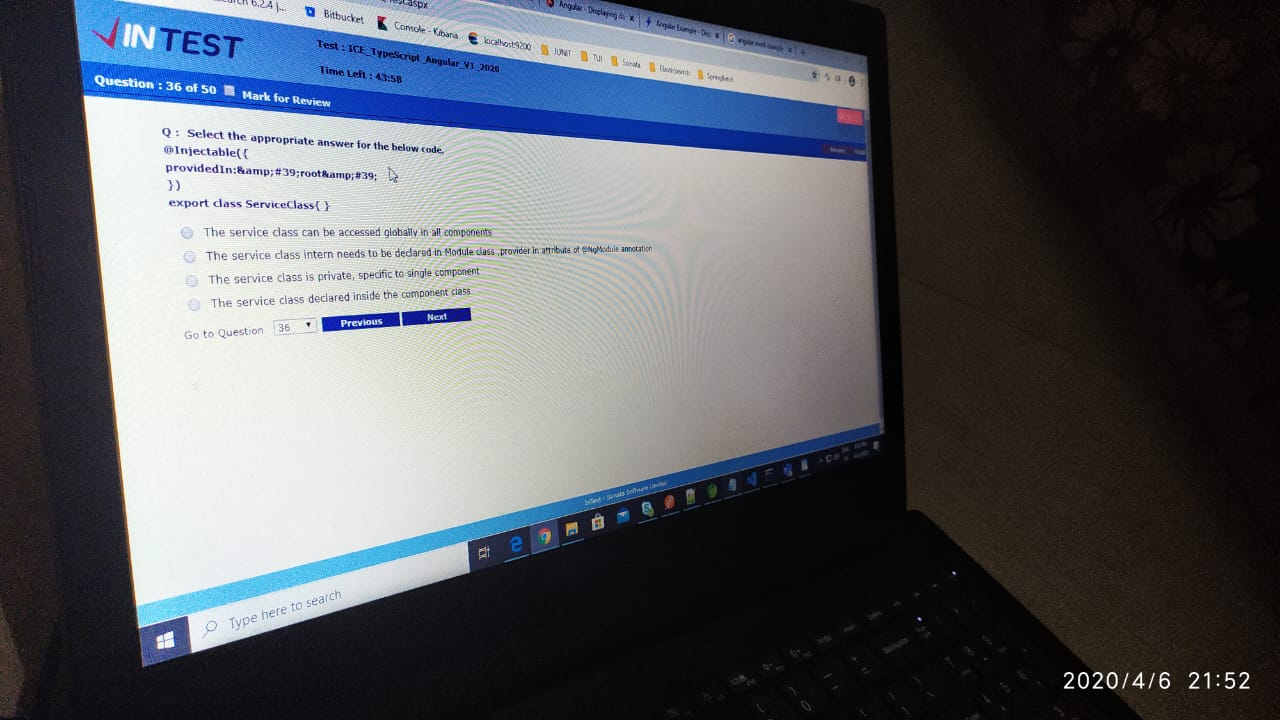 Bitbucket
Console - Kibana
localhost:9200
JUNIT
TUI
Sonata
Elasticsearch
SpringBatch
INTEST
Test : ICE_TypeScript_Angular_V1_2020
Time Left : 43:58
Question : 36 of 50 Mark for Review
Q : Select the appropriate answer for the below code.
@Injectable({
providedIn:&amp;#39;root&amp;#39;
})
export class ServiceClass{ }
The service class can be accessed globally in all components
The service class intern needs to be declared in Module class ,provider in attribute of @NgModule annotation
The service class is private, specific to single component
The service class declared inside the component class
Go to Question 36 Previous Next
InTest - Sonata Software Limited
Type here to search
2020/4/6 21:52